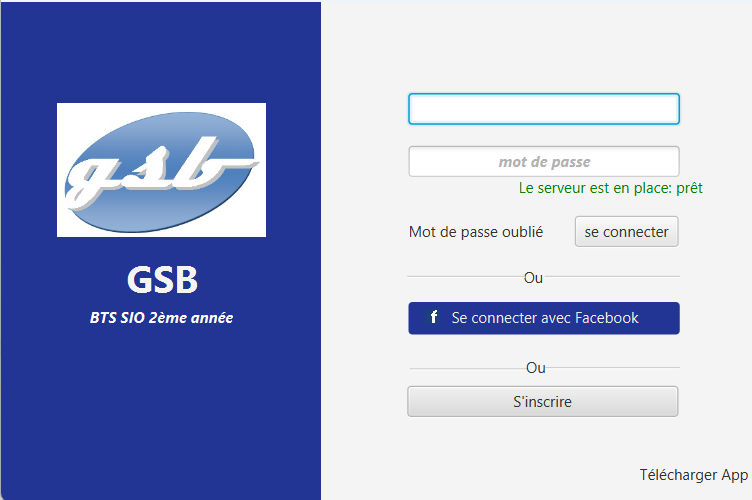 gsb
GSB
BTS SIO 2ème année
mot de passe
Le serveur est en place: prêt
Mot de passe oublié
se connecter
Ou
f Se connecter avec Facebook
Ou
S'inscrire
Télécharger App